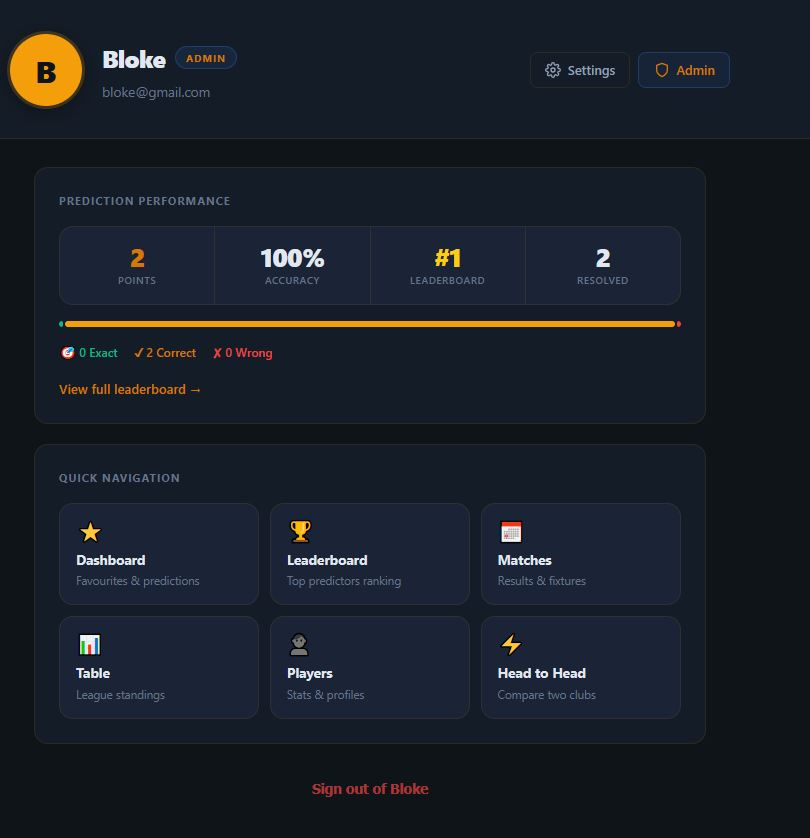 B
Bloke ADMIN
bloke@gmail.com
Settings
Admin
PREDICTION PERFORMANCE
2 100% #1 2
POINTS ACCURACY LEADERBOARD RESOLVED
🎯 0 Exact ✓ 2 Correct ✗ 0 Wrong
View full leaderboard →
QUICK NAVIGATION
Dashboard Leaderboard Matches
Favourites & predictions Top predictors ranking Results & fixtures
Table Players Head to Head
League standings Stats & profiles Compare two clubs
Sign out of Bloke